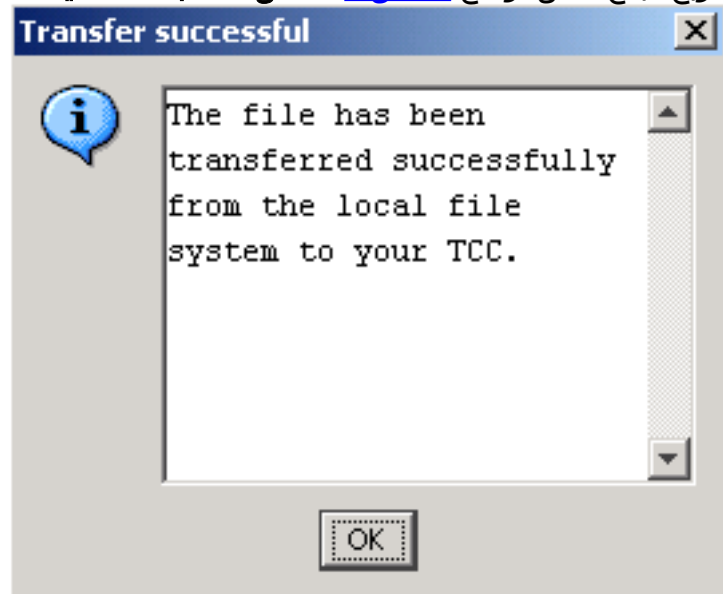 Transfer successful
The file has been
transferred successfully
from the local file
system to your TCC.
OK